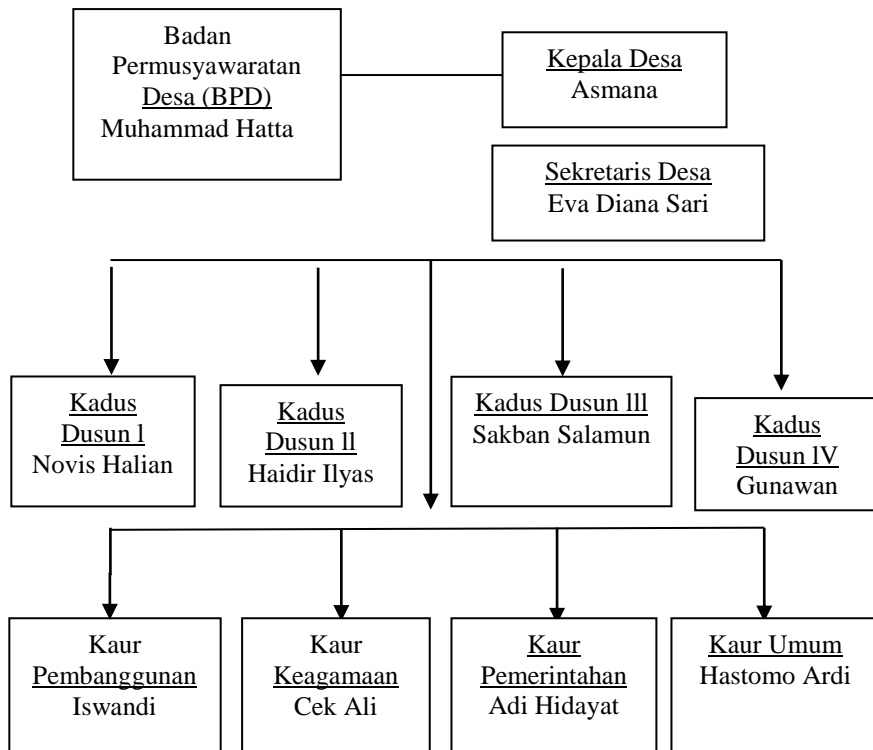 Badan
Permusyawaratan
Desa (BPD)
Muhammad Hatta
Kepala Desa
Asmana
Sekretaris Desa
Eva Diana Sari
Kadus
Dusun l
Novis Halian
Kadus
Dusun ll
Haidir Ilyas
Kadus Dusun lll
Sakban Salamun
Kadus
Dusun lV
Gunawan
Kaur
Pembanggunan
Iswandi
Kaur
Keagamaan
Cek Ali
Kaur
Pemerintahan
Adi Hidayat
Kaur Umum
Hastomo Ardi